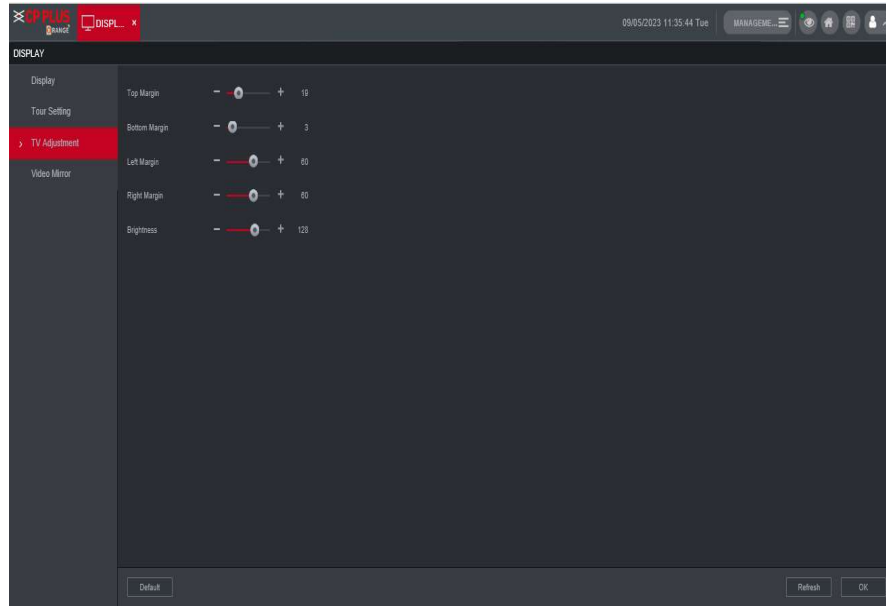 CP PLUS
ORANGE
DISPL... ×
09/05/2023 11:35:44 Tue
MANAGEME...
DISPLAY
Display
Tour Setting
TV Adjustment
Video Mirror
Top Margin - + 19
Bottom Margin - + 3
Left Margin - + 60
Right Margin - + 60
Brightness - + 128
Default
Refresh
OK